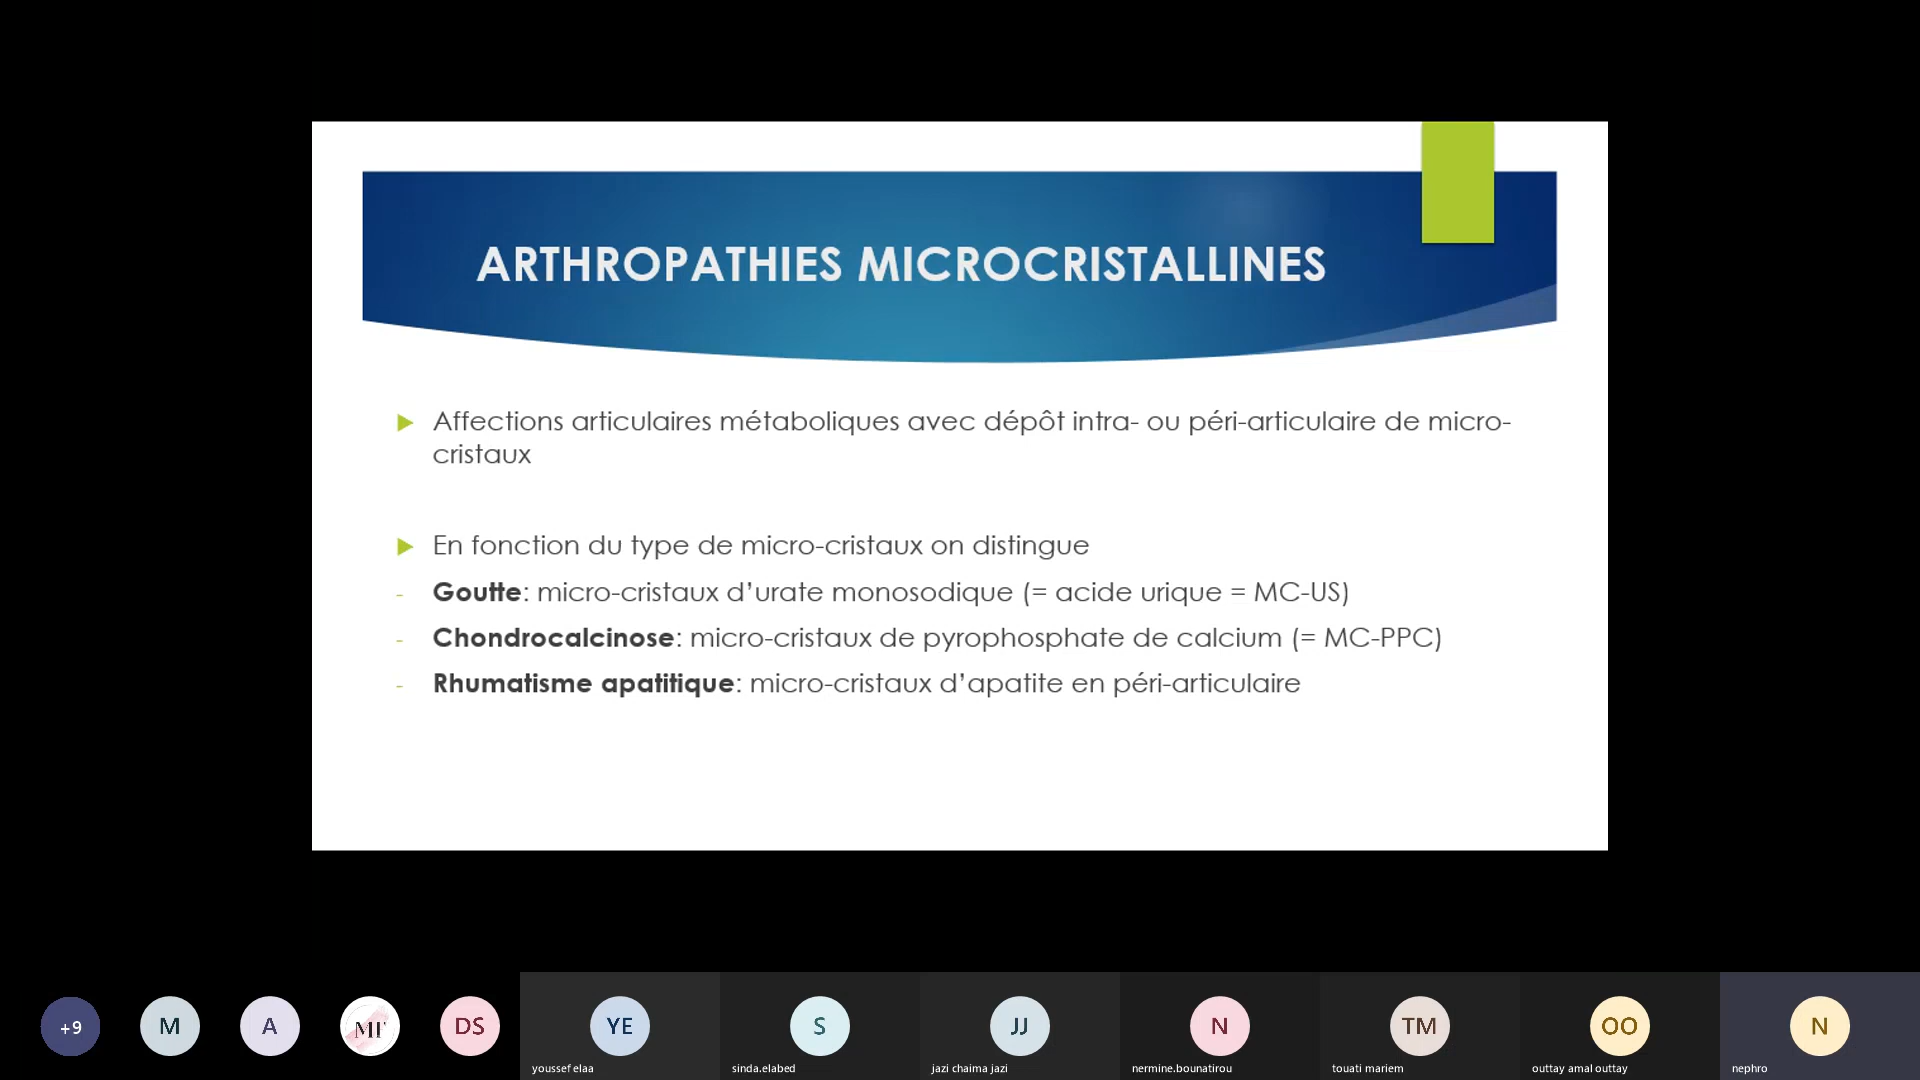 ARTHROPATHIES MICROCRISTALLINES
Affections articulaires métaboliques avec dépôt intra- ou péri-articulaire de micro-
cristaux
En fonction du type de micro-cristaux on distingue
- Goutte: micro-cristaux d’urate monosodique (= acide urique = MC-US)
- Chondrocalcinose: micro-cristaux de pyrophosphate de calcium (= MC-PPC)
- Rhumatisme apatitique: micro-cristaux d’apatite en péri-articulaire
+9
M
A
MF
DS
YE
S
JJ
N
TM
OO
N
youssef elaa
sinda.elabed
jazi chaima jazi
nermine.bounatirou
touati mariem
outtay amal outtay
nephro